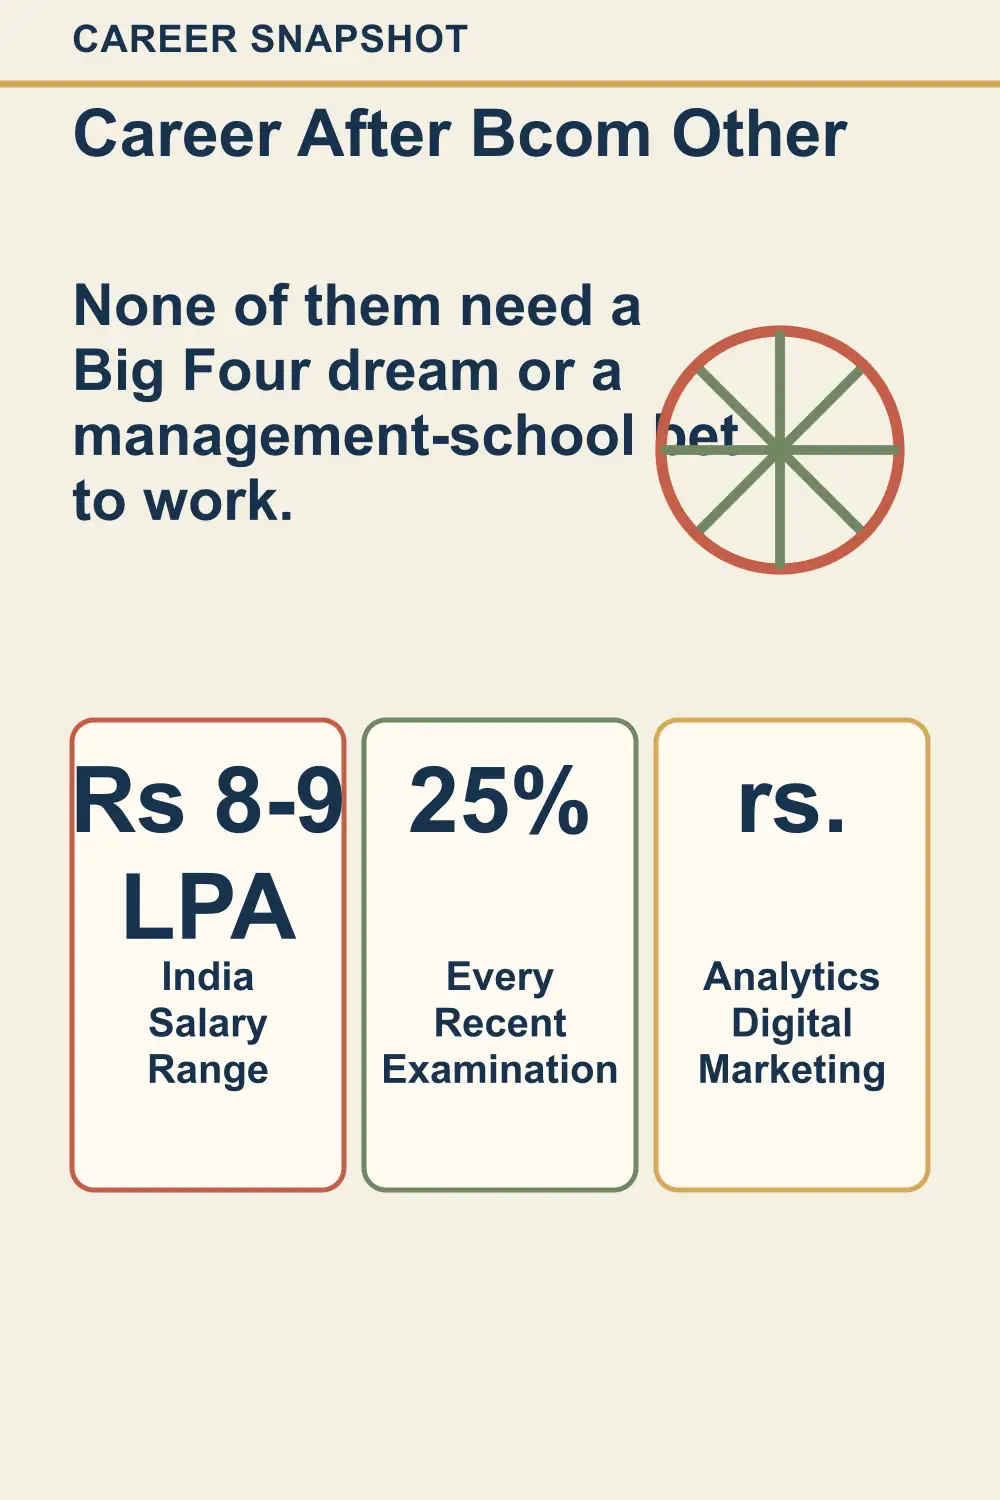 CAREER SNAPSHOT
Career After Bcom Other
None of them need a
Big Four dream or a
management-school bet
to work.
Rs 8-9
LPA
India
Salary
Range
25%
Every
Recent
Examination
rs.
Analytics
Digital
Marketing